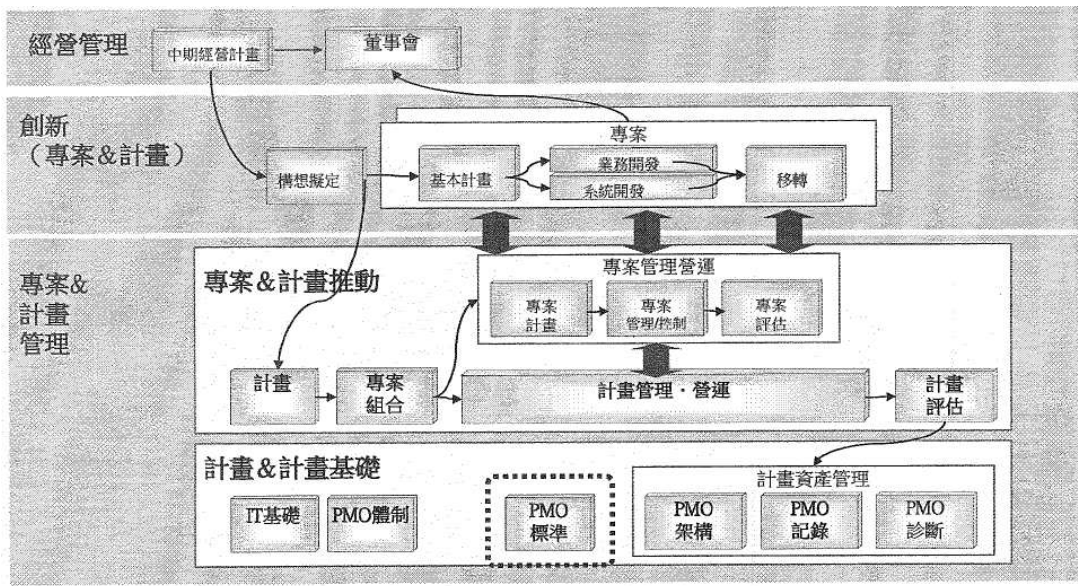 經營管理
中期經營計畫
董事會
創新
（專案&計畫）
專案
構想擬定
基本計畫
業務開發
系統開發
移轉
專案&
計畫
管理
專案&計畫推動
專案管理營運
專案
計畫
專案
管理/控制
專案
評估
計畫
專案
組合
計畫管理·營運
計畫
評估
計畫&計畫基礎
IT基礎
PMO體制
PMO
標準
計畫資產管理
PMO
架構
PMO
記錄
PMO
診斷